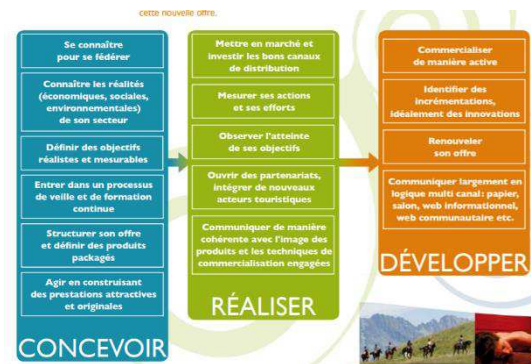 cette nouvelle offre.
Se connaître
pour se fédérer
Connaître les réalités
(économiques, sociales,
environnementales)
de son secteur
Définir des objectifs
réalistes et mesurables
Entrer dans un processus
de veille et de formation
continue
Structurer son offre
et définir des produits
packagés
Agir en construisant
des prestations attractives
et originales
CONCEVOIR
Mettre en marché et
investir les bons canaux
de distribution
Mesurer ses actions
et ses efforts
Observer l'atteinte
de ses objectifs
Ouvrir des partenariats,
intégrer de nouveaux
acteurs touristiques
Communiquer de manière
cohérente avec l'image des
produits et les techniques de
commercialisation engagées
RÉALISER
Commercialiser
de manière active
Identifier des
incrémentations,
idéalement des innovations
Renouveler
son offre
Communiquer largement en
logique multi canal : papier,
salon, web informationnel,
web communautaire etc.
DÉVELOPPER